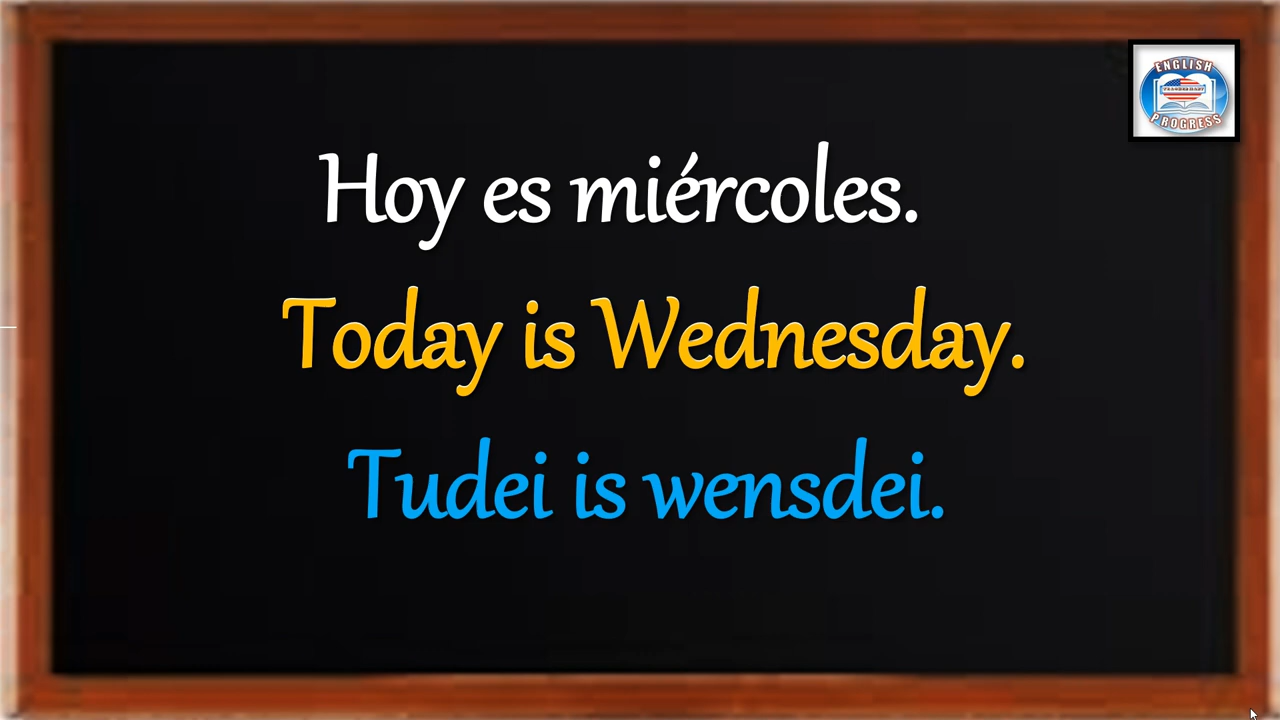 ENGLISH
PROGRESS
Hoy es miércoles.
Today is Wednesday.
Tudei is wensdei.